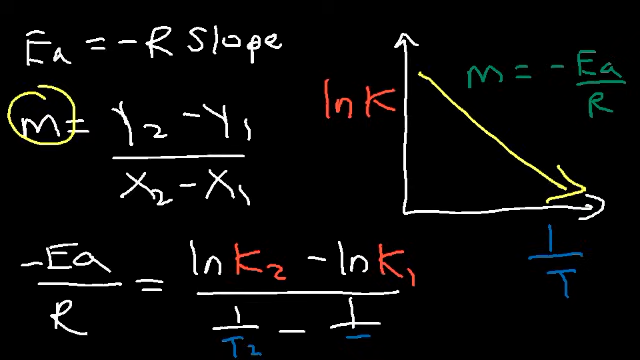 Ea = -R Slope
m = Y2 - Y1 / X2 - X1
-Ea / R = ln K2 - ln K1 / 1/T2 - 1/
ln K
m = -Ea / R
1 / T